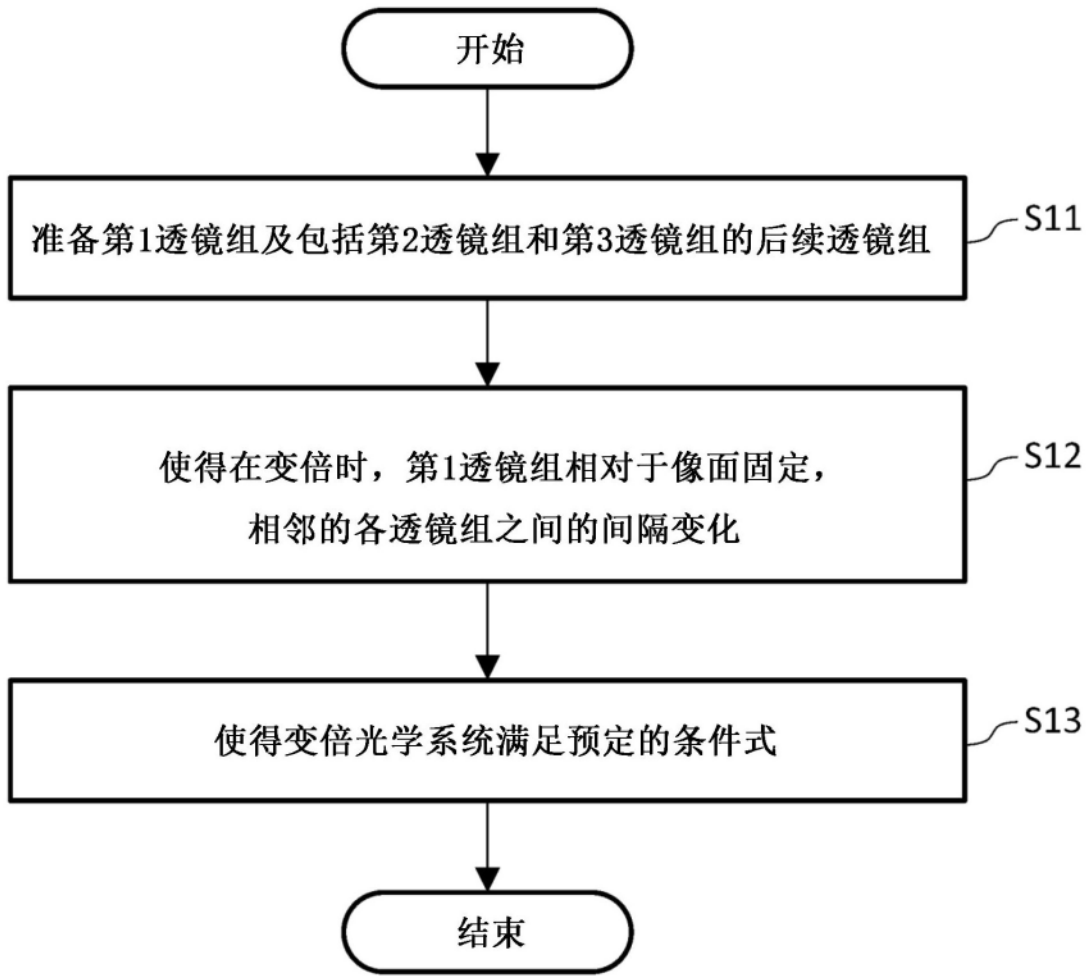 开始
准备第1透镜组及包括第2透镜组和第3透镜组的后续透镜组
S11
使得在变倍时，第1透镜组相对于像面固定，
相邻的各透镜组之间的间隔变化
S12
使得变倍光学系统满足预定的条件式
S13
结束